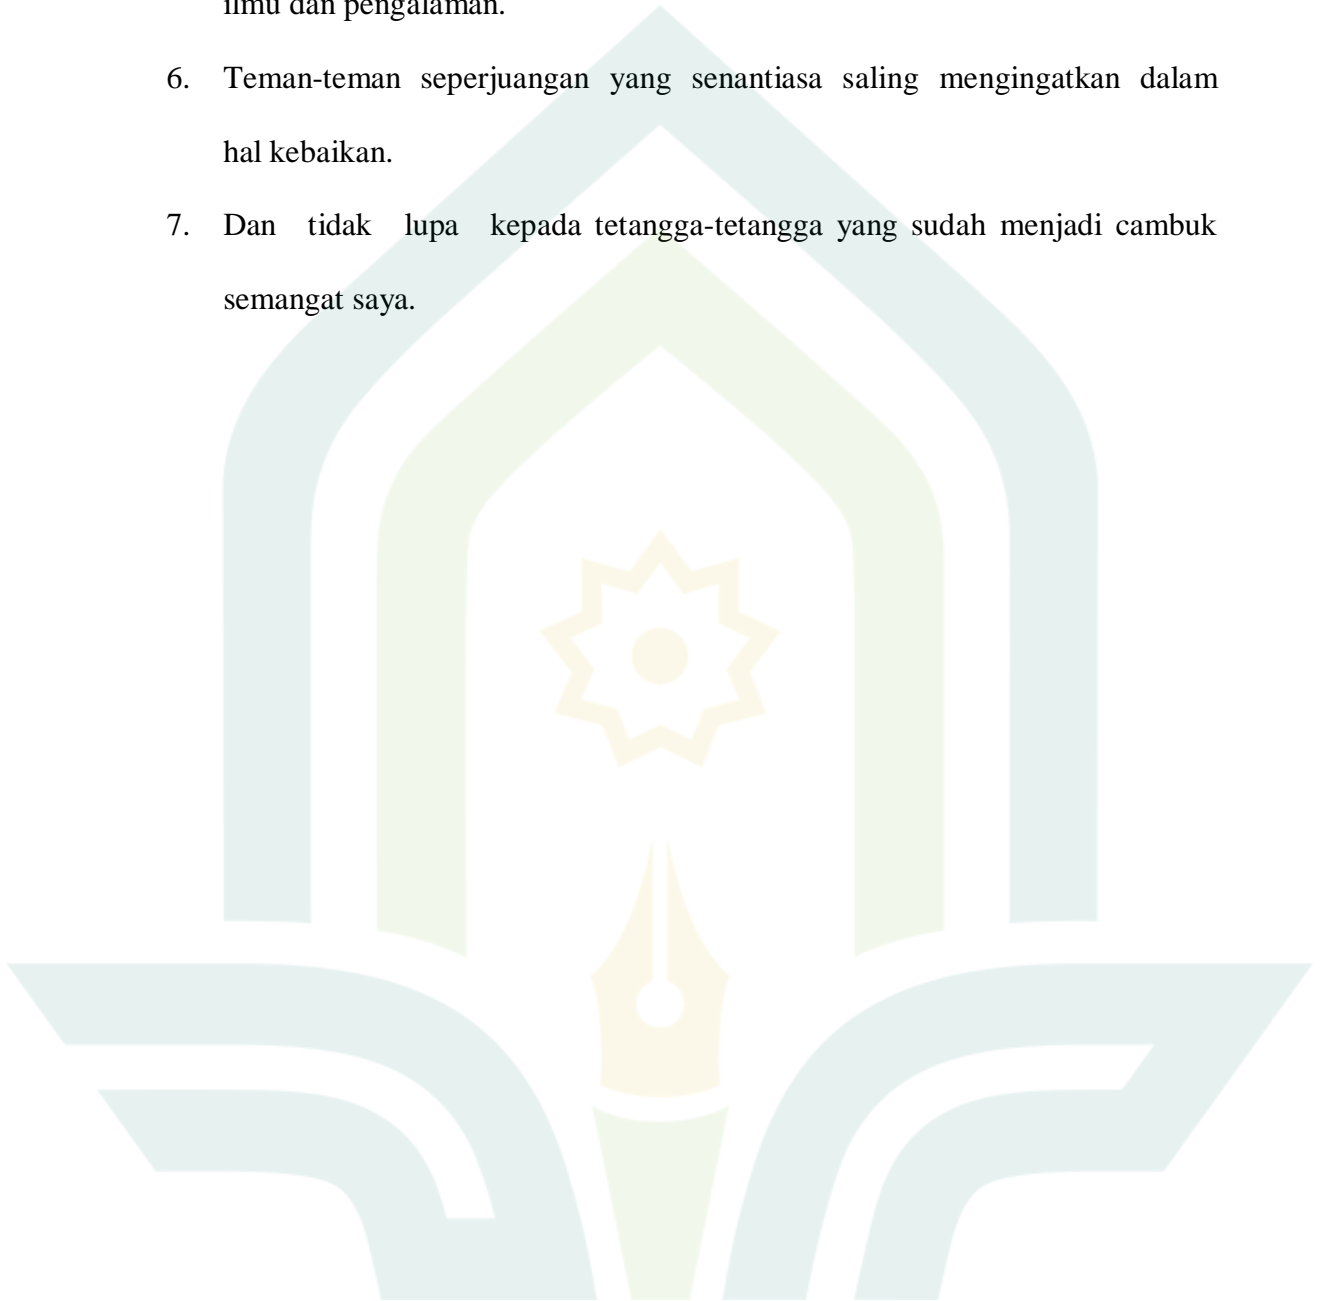 ilmu dan pengalaman.
6. Teman-teman seperjuangan yang senantiasa saling mengingatkan dalam
hal kebaikan.
7. Dan tidak lupa kepada tetangga-tetangga yang sudah menjadi cambuk
semangat saya.